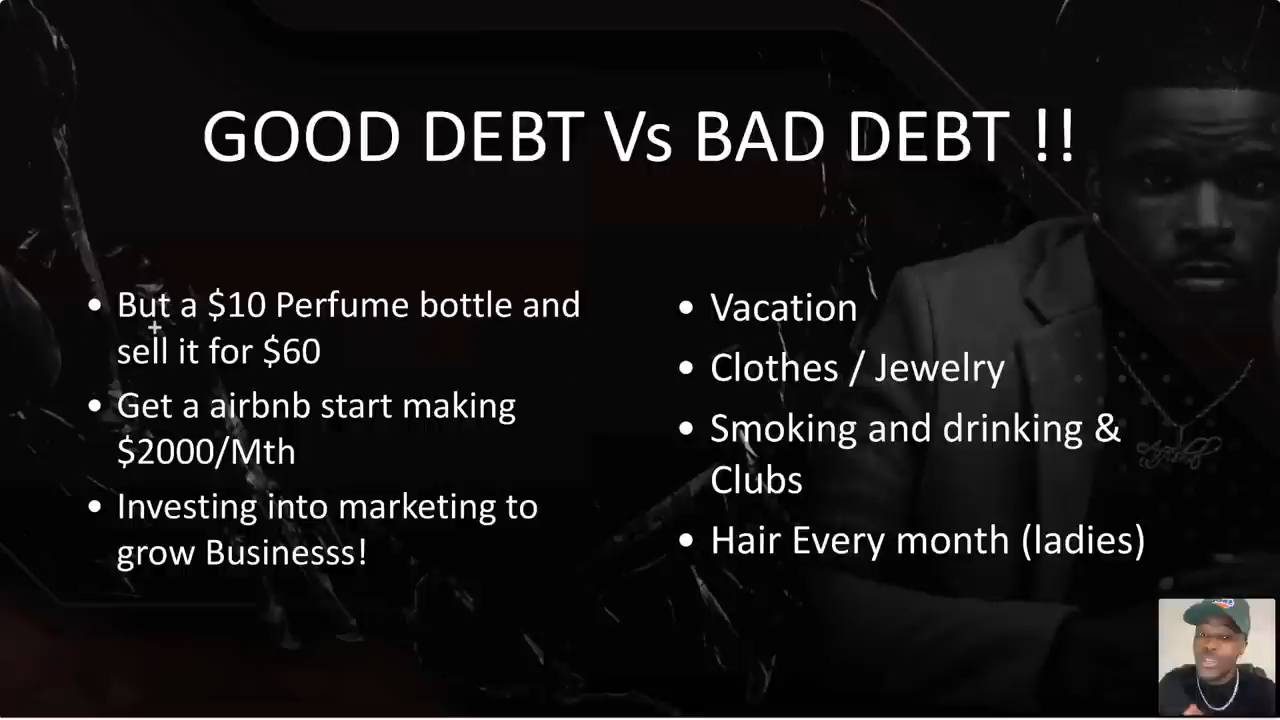 GOOD DEBT Vs BAD DEBT !!
• But a $10 Perfume bottle and
sell it for $60
• Get a airbnb start making
$2000/Mth
• Investing into marketing to
grow Businesss!
• Vacation
• Clothes / Jewelry
• Smoking and drinking &
Clubs
• Hair Every month (ladies)